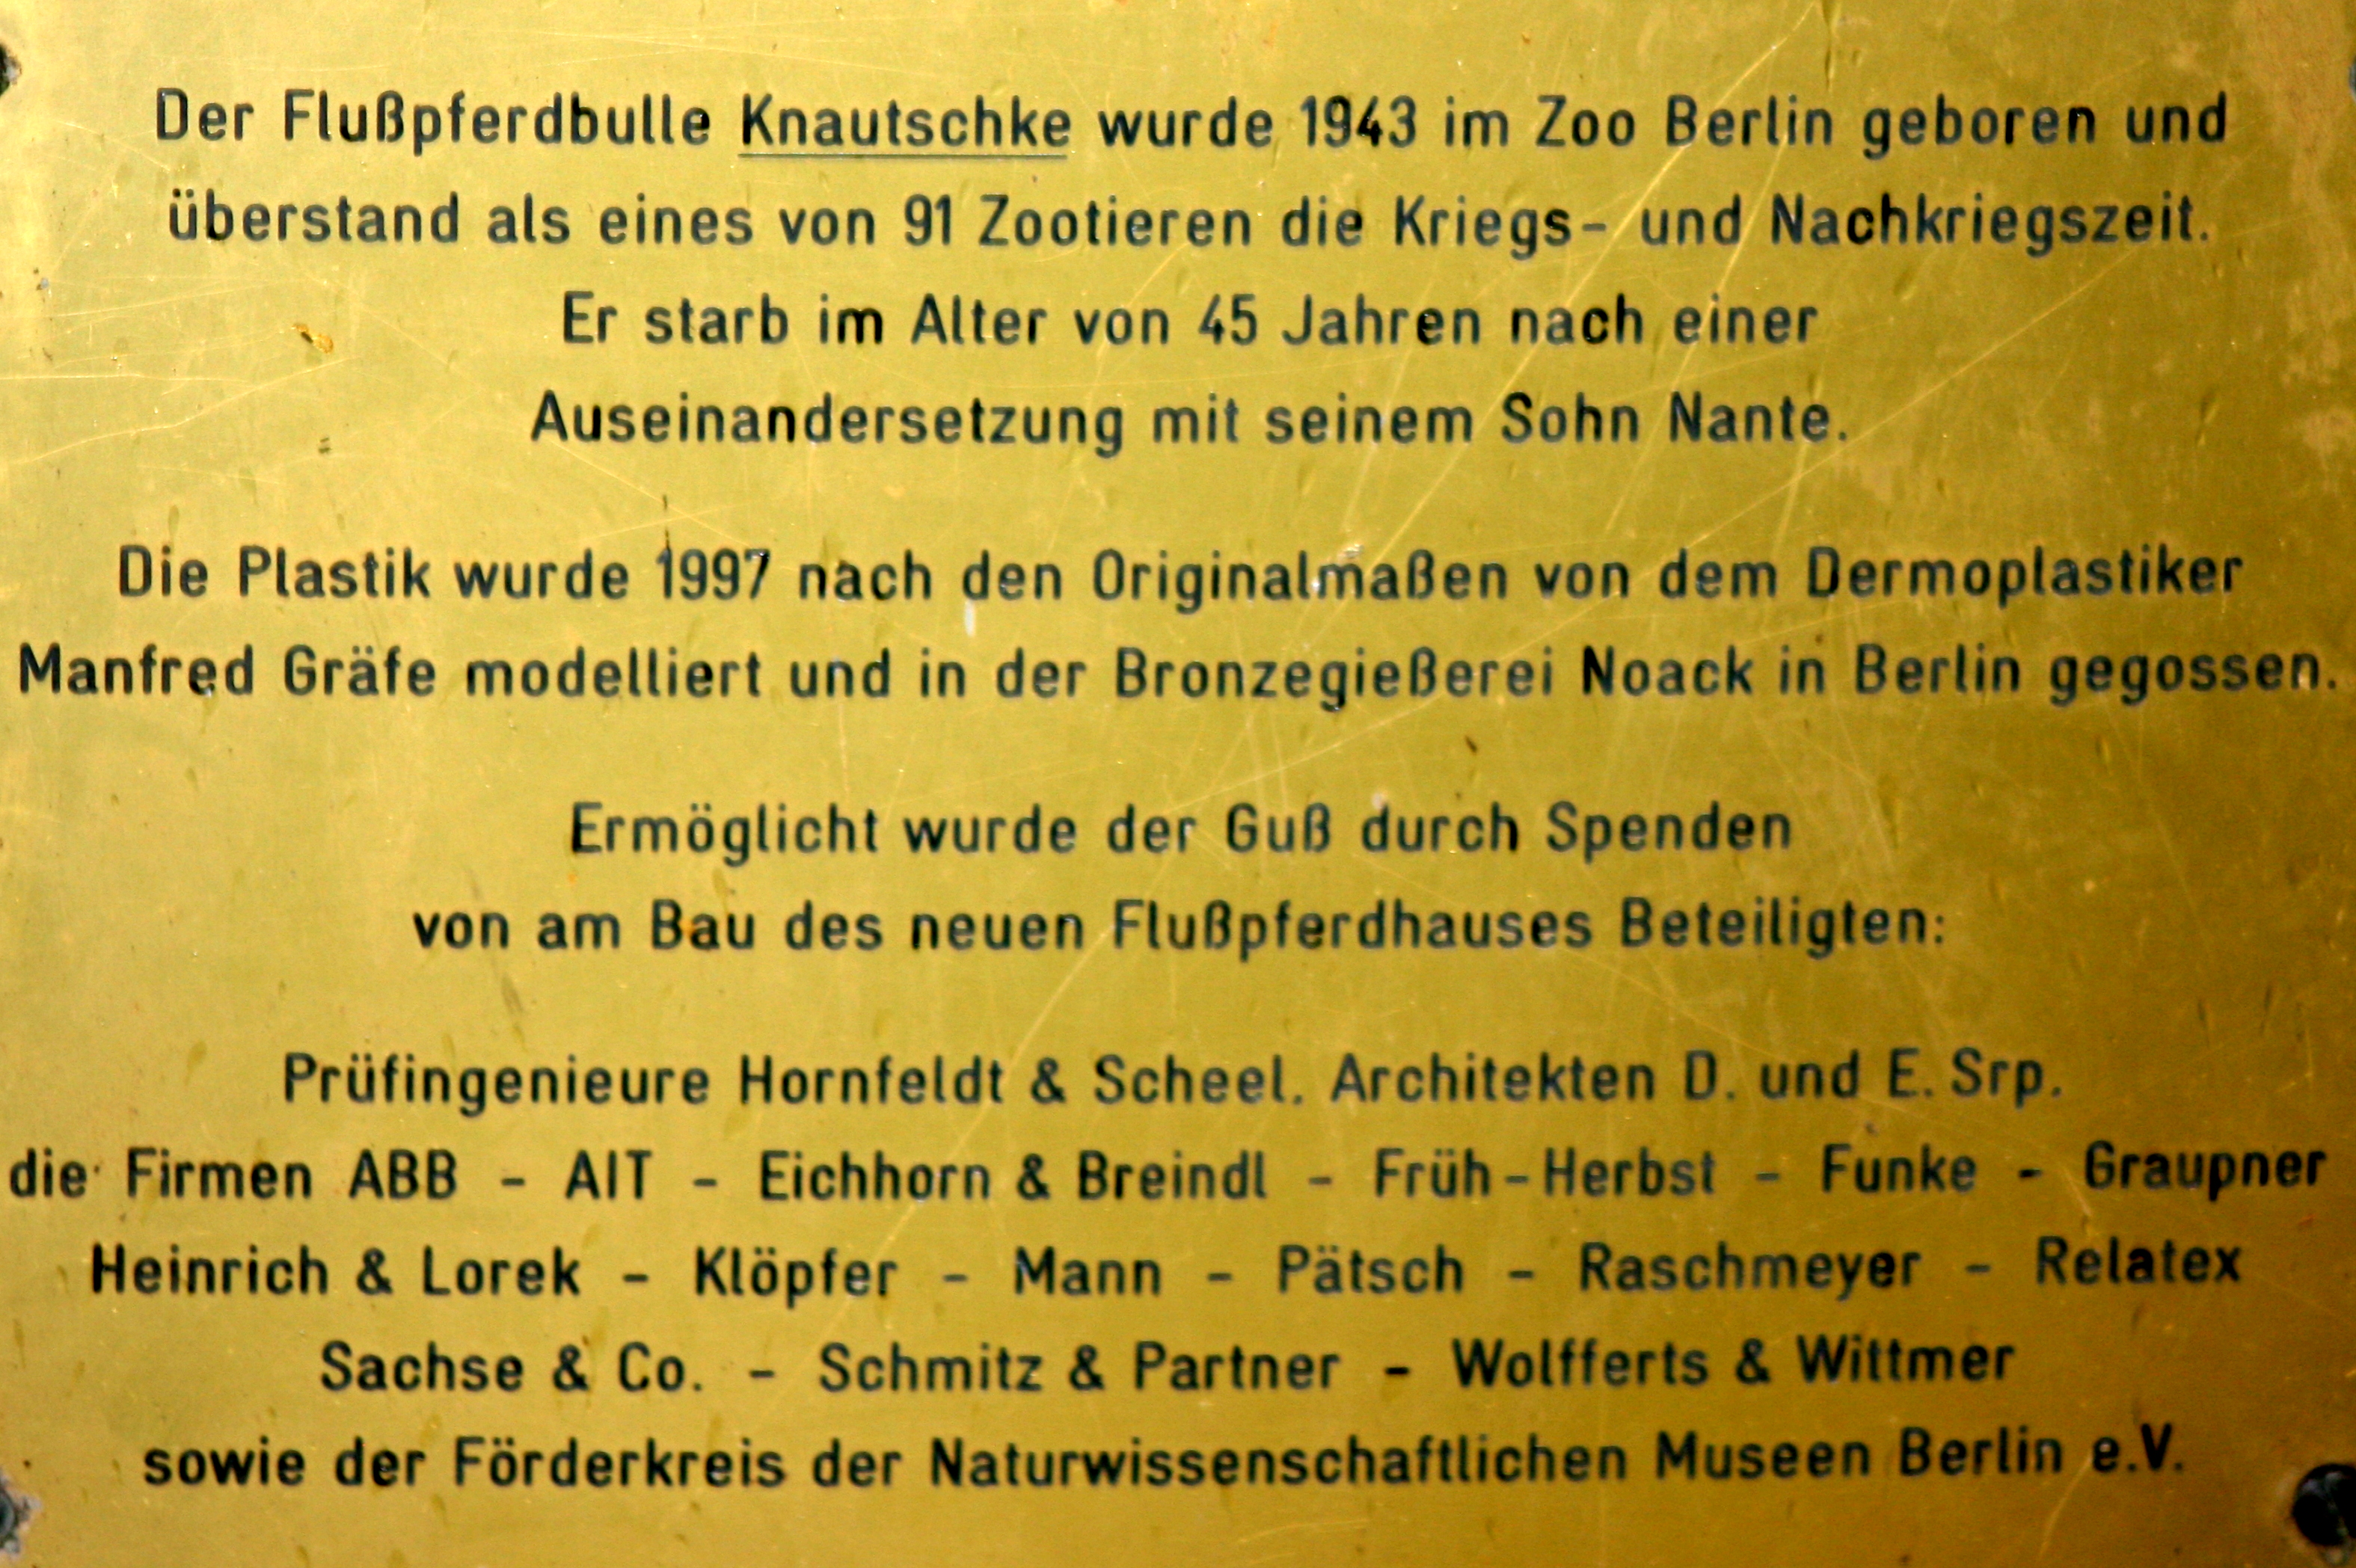 Der Flußpferdbulle Knautschke wurde 1943 im Zoo Berlin geboren und
überstand als eines von 91 Zootieren die Kriegs- und Nachkriegszeit.
Er starb im Alter von 45 Jahren nach einer
Auseinandersetzung mit seinem Sohn Nante.
Die Plastik wurde 1997 nach den Originalmaßen von dem Dermoplastiker
Manfred Gräfe modelliert und in der Bronzegießerei Noack in Berlin gegossen.
Ermöglicht wurde der Guß durch Spenden
von am Bau des neuen Flußpferdhauses Beteiligten:
Prüfingenieure Hornfeldt & Scheel. Architekten D. und E. Srp.
die Firmen ABB - AIT - Eichhorn & Breindl - Früh-Herbst - Funke - Graupner
Heinrich & Lorek - Klöpfer - Mann - Pätsch - Raschmeyer - Relatex
Sachse & Co. - Schmitz & Partner - Wolfferts & Wittmer
sowie der Förderkreis der Naturwissenschaftlichen Museen Berlin e.V.